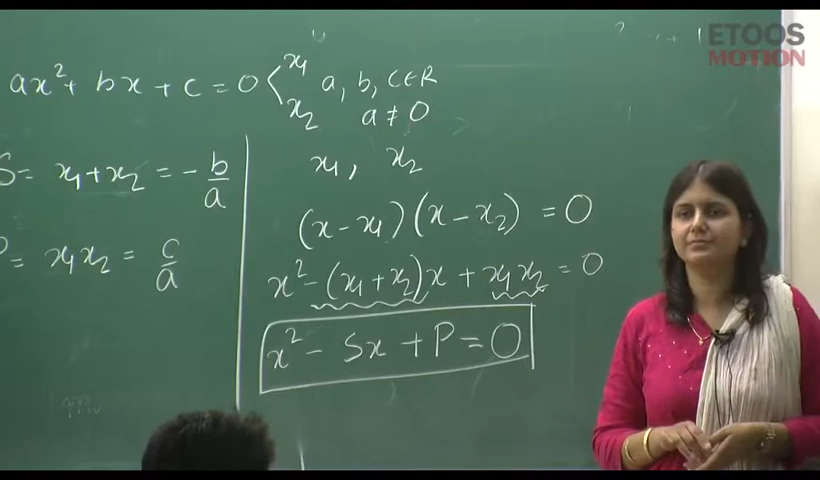 ETOOS
MOTION
ax² + bx + c = 0 < x₁ x₂ a, b, c ∈ R
a ≠ 0
S = x₁ + x₂ = - b/a
P = x₁x₂ = c/a
x₁, x₂
(x - x₁)(x - x₂) = 0
x² - (x₁ + x₂)x + x₁x₂ = 0
x² - Sx + P = 0